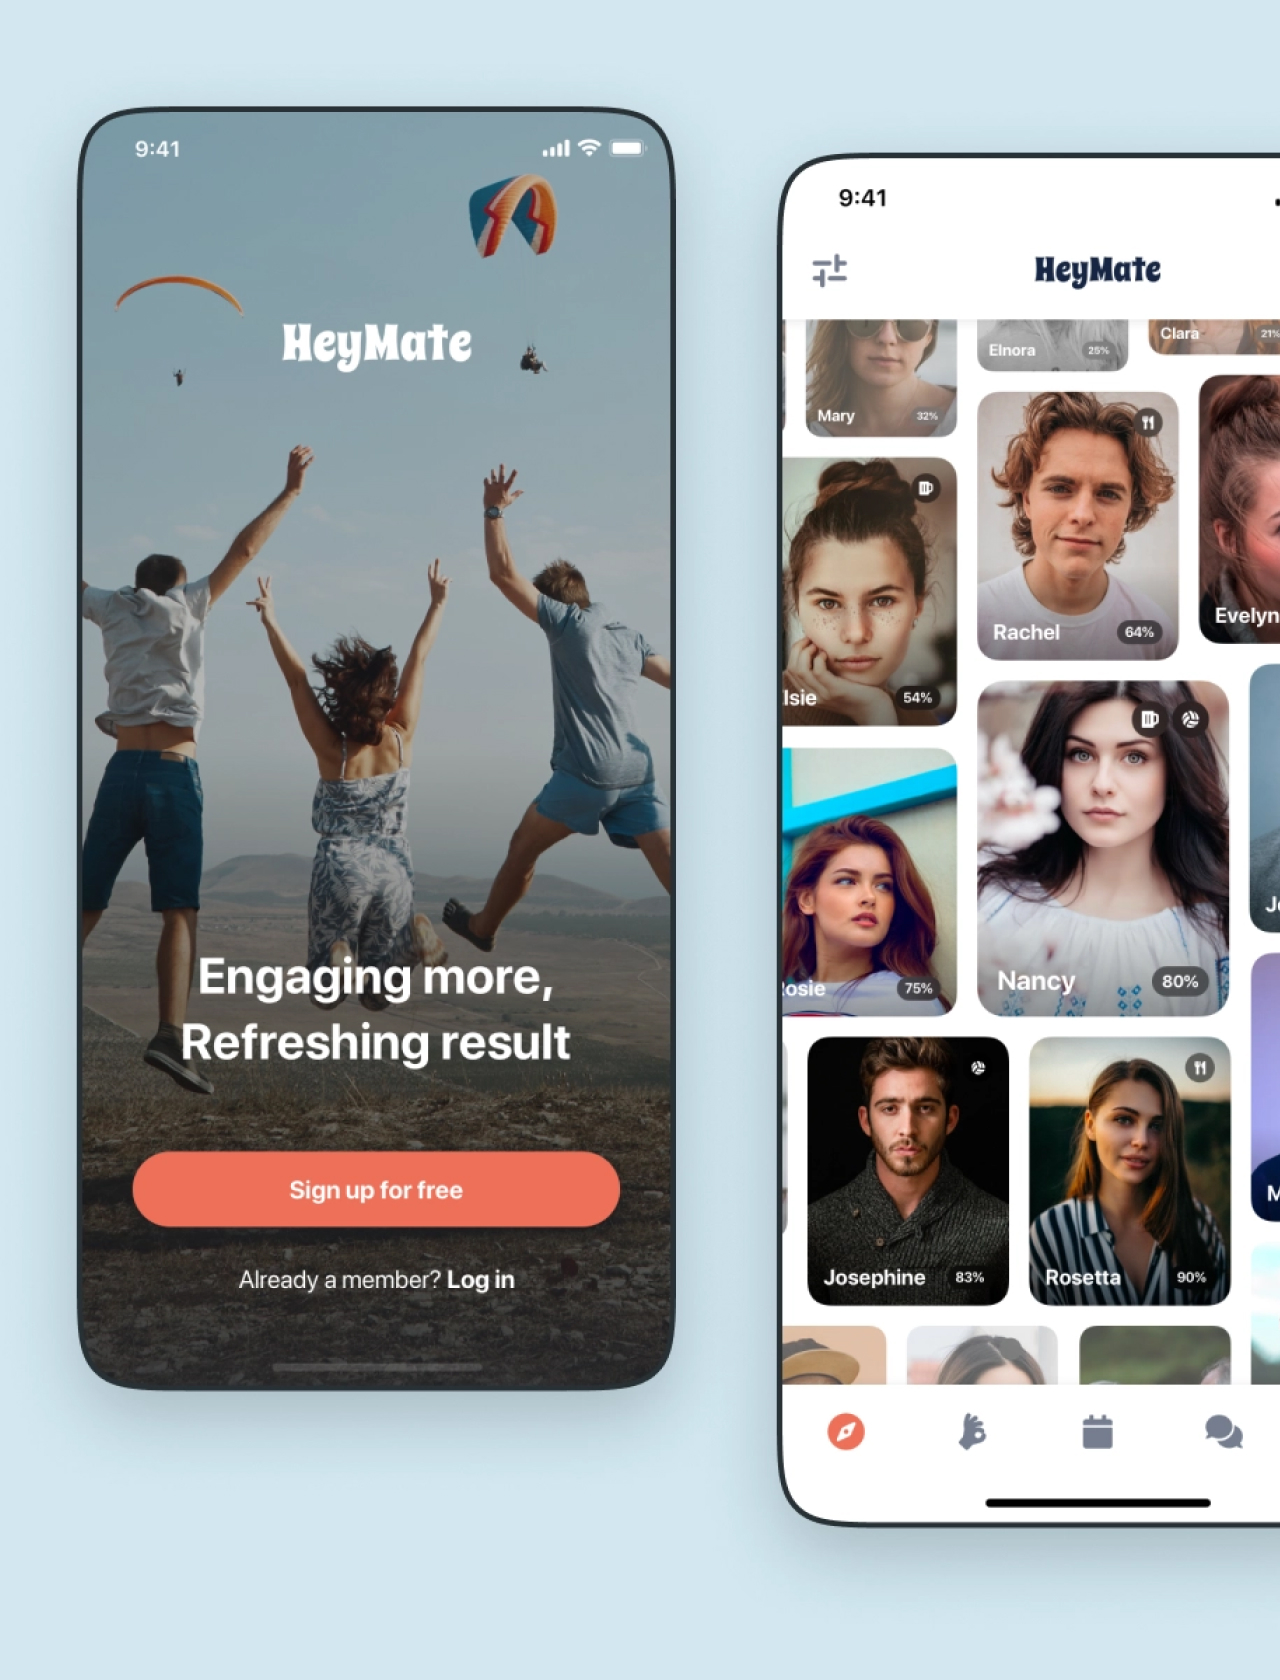 9:41
HeyMate
Engaging more,
Refreshing result
Sign up for free
Already a member? Log in
9:41
HeyMate
Mary 32%
Elnora 25%
Clara 21%
lsie 54%
Rachel 64%
Evelyn
osie 75%
Nancy 80%
Jo
Josephine 83%
Rosetta 90%
M